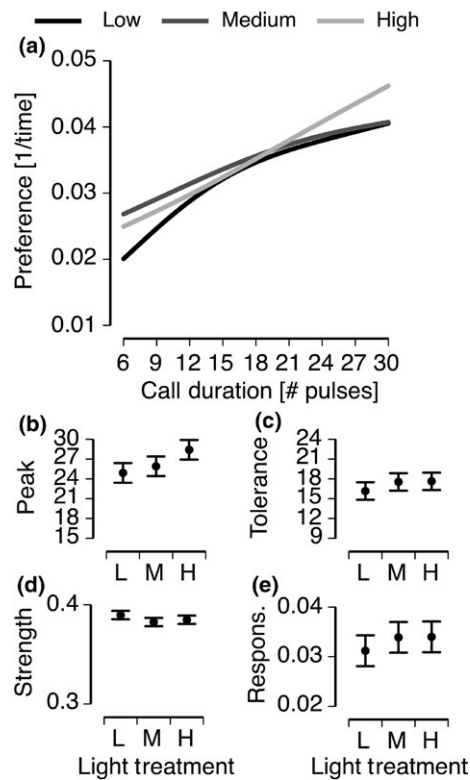 Low Medium High
(a)
0.05
0.04
0.03
0.02
0.01
Preference [1/time]
6 9 12 15 18 21 24 27 30
Call duration [# pulses]
(b)
30
27
24
21
18
15
Peak
L M H
(c)
24
21
18
15
12
9
Tolerance
L M H
(d)
0.4
0.3
Strength
L M H
Light treatment
(e)
0.04
0.03
0.02
Respons.
L M H
Light treatment